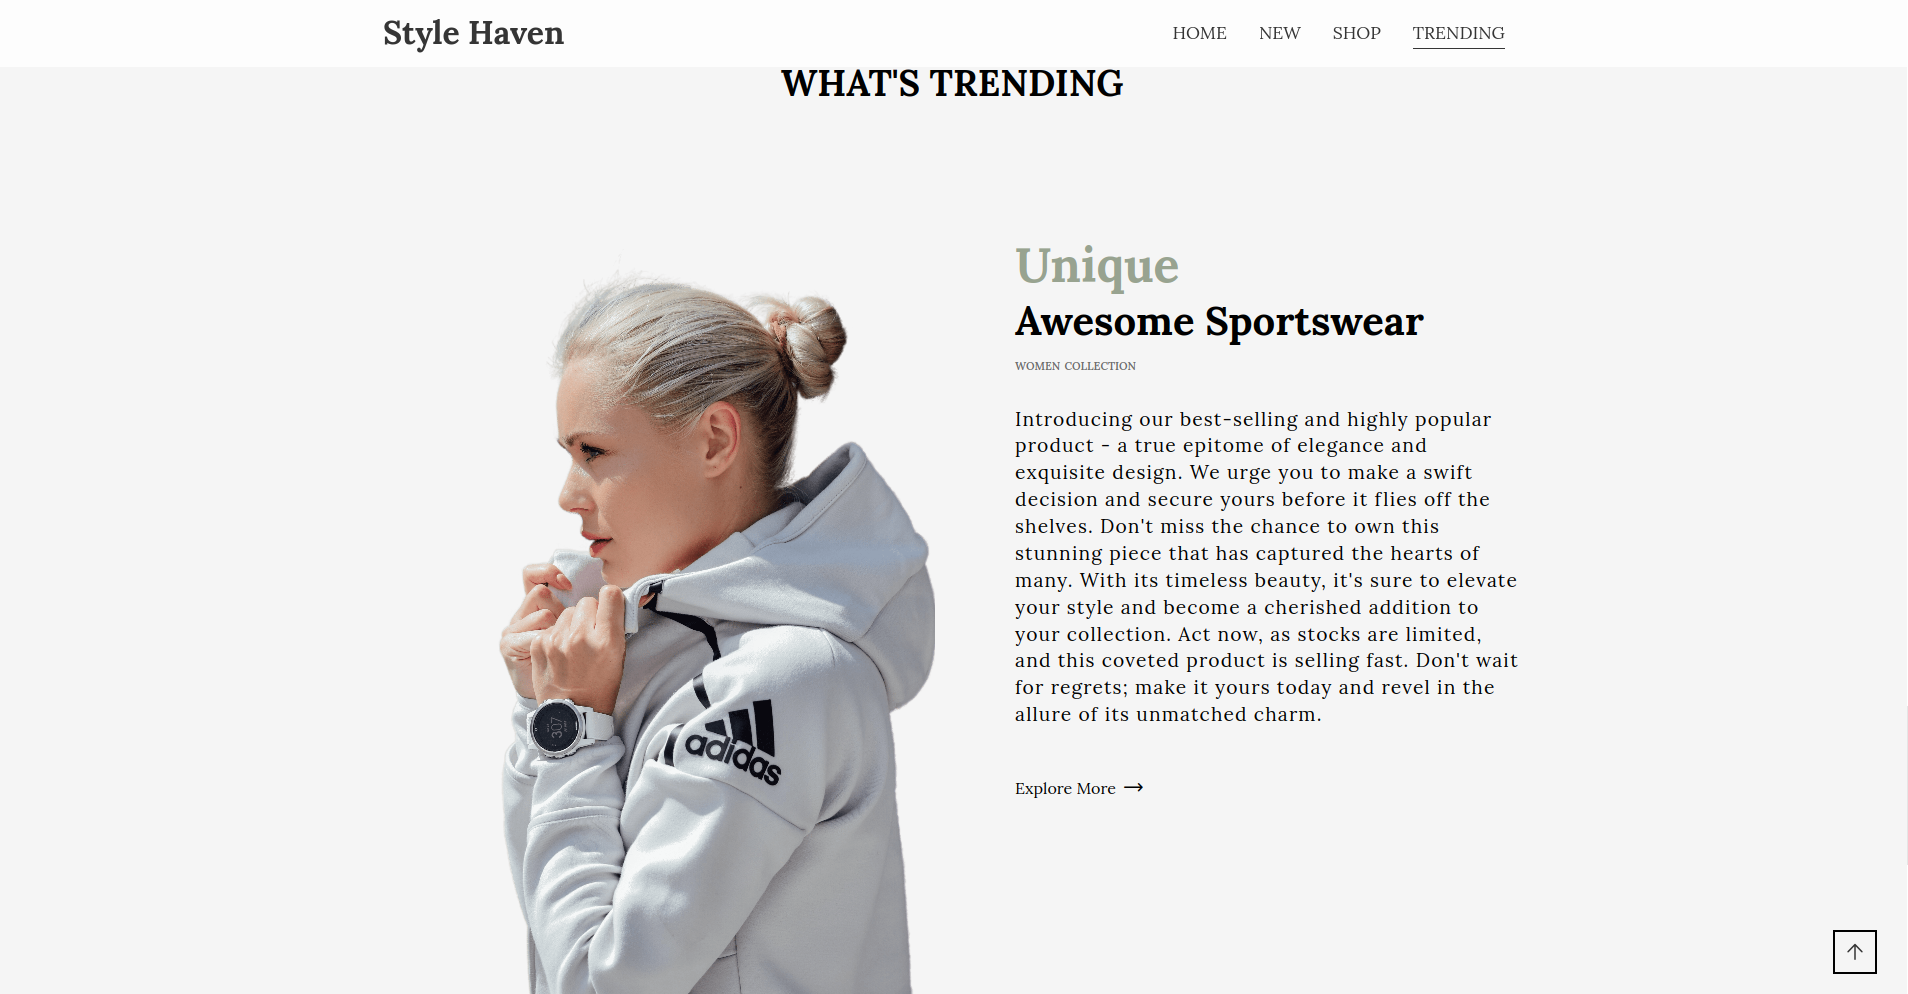 Style Haven
HOME NEW SHOP TRENDING
WHAT'S TRENDING
Unique
Awesome Sportswear
WOMEN COLLECTION
Introducing our best-selling and highly popular
product - a true epitome of elegance and
exquisite design. We urge you to make a swift
decision and secure yours before it flies off the
shelves. Don't miss the chance to own this
stunning piece that has captured the hearts of
many. With its timeless beauty, it's sure to elevate
your style and become a cherished addition to
your collection. Act now, as stocks are limited,
and this coveted product is selling fast. Don't wait
for regrets; make it yours today and revel in the
allure of its unmatched charm.
Explore More
adidas
307